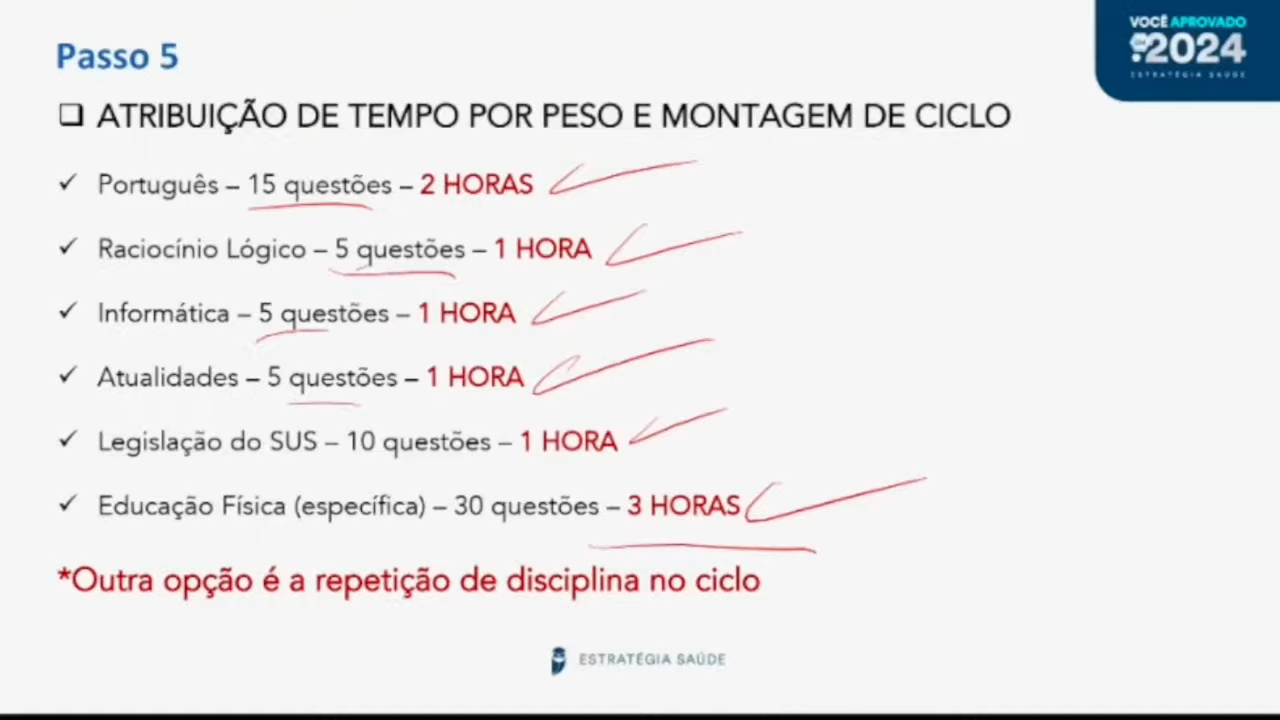 VOCÊ APROVADO
EM 2024
ESTRATÉGIA SAÚDE
Passo 5
❑ ATRIBUIÇÃO DE TEMPO POR PESO E MONTAGEM DE CICLO
✓ Português – 15 questões – 2 HORAS
✓ Raciocínio Lógico – 5 questões – 1 HORA
✓ Informática – 5 questões – 1 HORA
✓ Atualidades – 5 questões – 1 HORA
✓ Legislação do SUS – 10 questões – 1 HORA
✓ Educação Física (específica) – 30 questões – 3 HORAS
*Outra opção é a repetição de disciplina no ciclo
ESTRATÉGIA SAÚDE